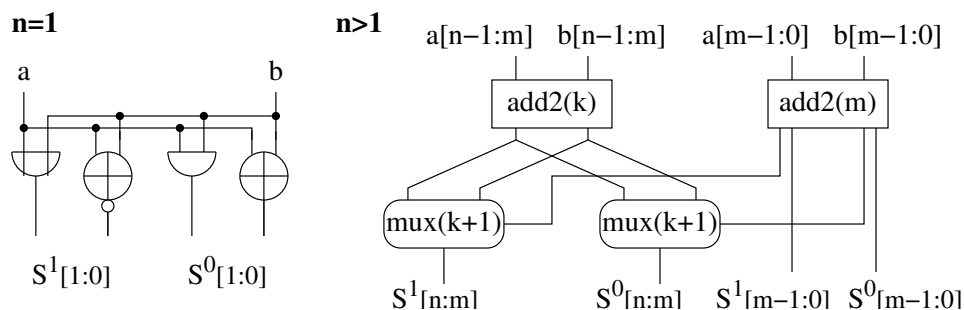 n=1
n>1
a[n−1:m] b[n−1:m] a[m−1:0] b[m−1:0]
a b
add2(k) add2(m)
mux(k+1) mux(k+1)
S¹[1:0] S⁰[1:0]
S¹[n:m] S⁰[n:m] S¹[m−1:0] S⁰[m−1:0]